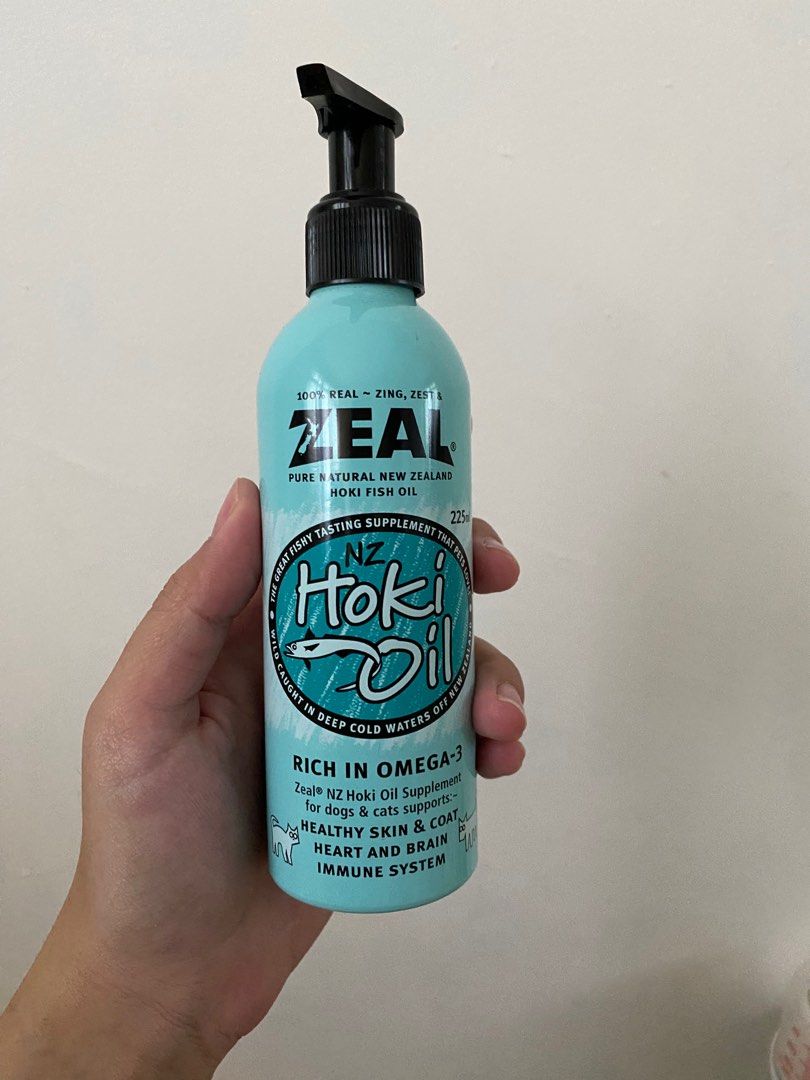 100% REAL ~ ZING, ZEST &
ZEAL®
PURE NATURAL NEW ZEALAND
HOKI FISH OIL
225ml
THE GREAT FISHY TASTING SUPPLEMENT THAT PETS LOVE
NZ
Hoki
Oil
WILD CAUGHT IN DEEP COLD WATERS OFF NEW ZEALAND
RICH IN OMEGA-3
Zeal® NZ Hoki Oil Supplement
for dogs & cats supports:~
HEALTHY SKIN & COAT
HEART AND BRAIN
IMMUNE SYSTEM